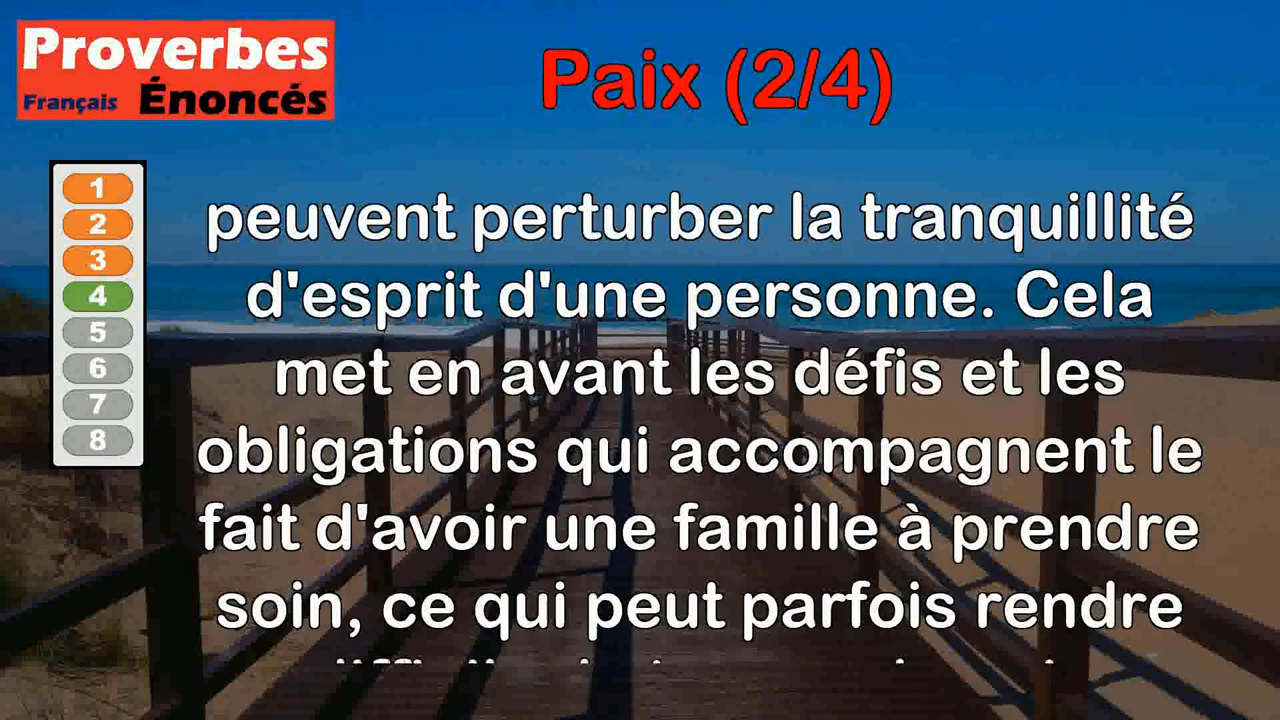 Proverbes
Français Énoncés
Paix (2/4)
1
2
3
4
5
6
7
8
peuvent perturber la tranquillité
d'esprit d'une personne. Cela
met en avant les défis et les
obligations qui accompagnent le
fait d'avoir une famille à prendre
soin, ce qui peut parfois rendre